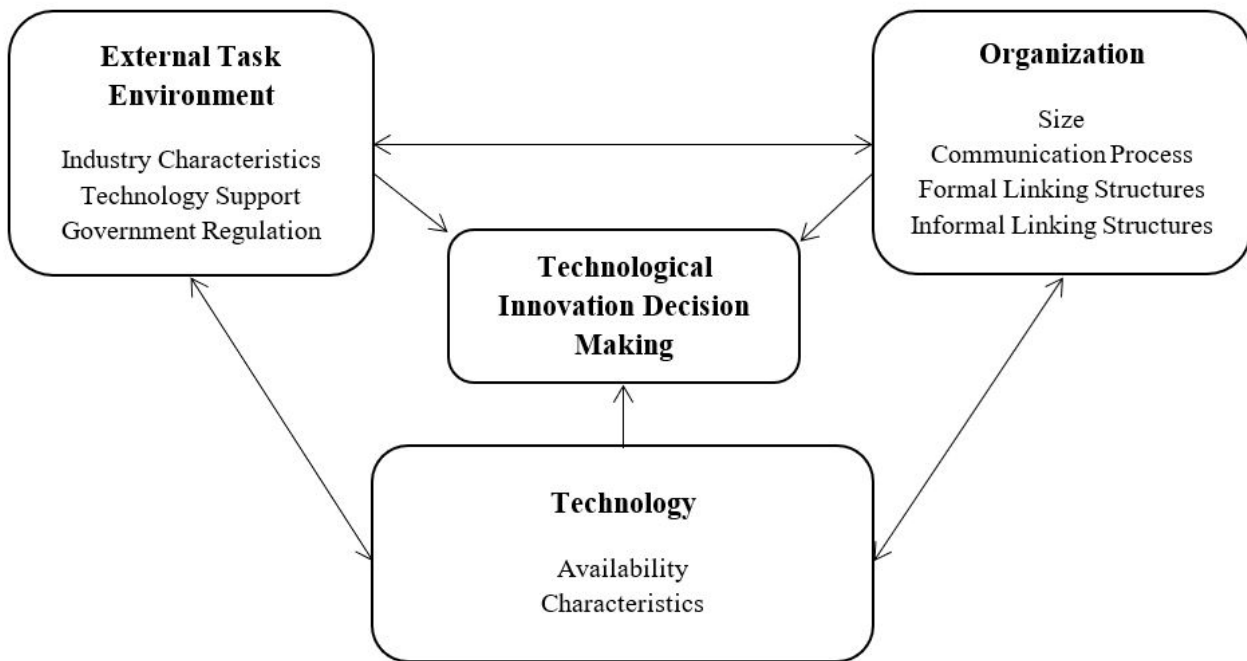 External Task
Environment
Industry Characteristics
Technology Support
Government Regulation
Organization
Size
Communication Process
Formal Linking Structures
Informal Linking Structures
Technological
Innovation Decision
Making
Technology
Availability
Characteristics